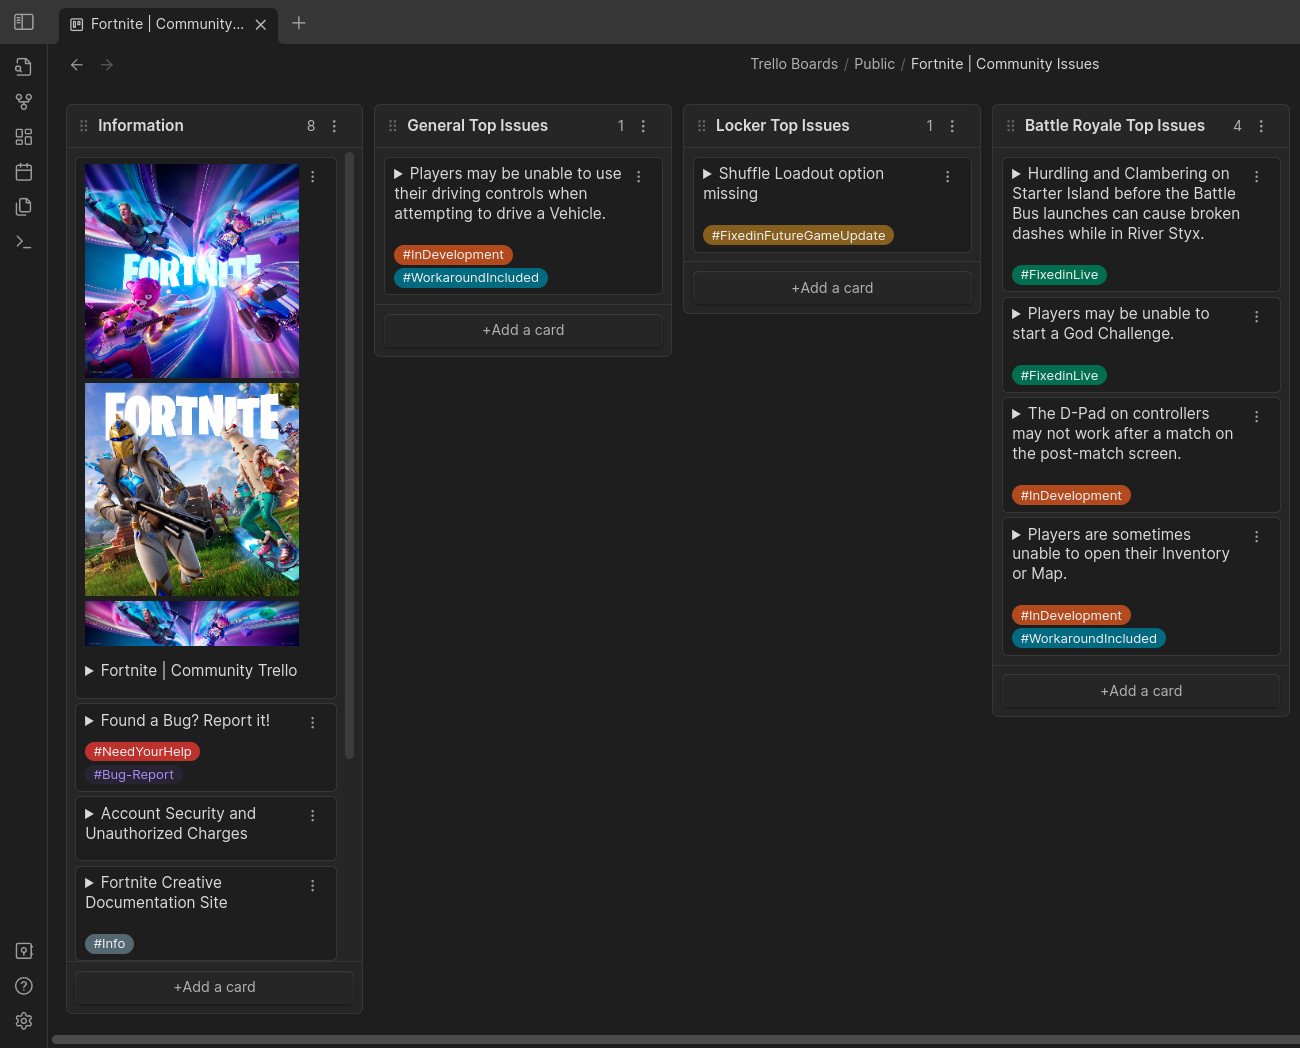 Fortnite | Community...
Trello Boards / Public / Fortnite | Community Issues
Information 8
FORTNITE
FORTNITE
▶ Fortnite | Community Trello
▶ Found a Bug? Report it!
#NeedYourHelp
#Bug-Report
▶ Account Security and
Unauthorized Charges
▶ Fortnite Creative
Documentation Site
#Info
+Add a card
General Top Issues 1
▶ Players may be unable to use
their driving controls when
attempting to drive a Vehicle.
#InDevelopment
#WorkaroundIncluded
+Add a card
Locker Top Issues 1
▶ Shuffle Loadout option
missing
#FixedinFutureGameUpdate
+Add a card
Battle Royale Top Issues 4
▶ Hurdling and Clambering on
Starter Island before the Battle
Bus launches can cause broken
dashes while in River Styx.
#FixedinLive
▶ Players may be unable to
start a God Challenge.
#FixedinLive
▶ The D-Pad on controllers
may not work after a match on
the post-match screen.
#InDevelopment
▶ Players are sometimes
unable to open their Inventory
or Map.
#InDevelopment
#WorkaroundIncluded
+Add a card